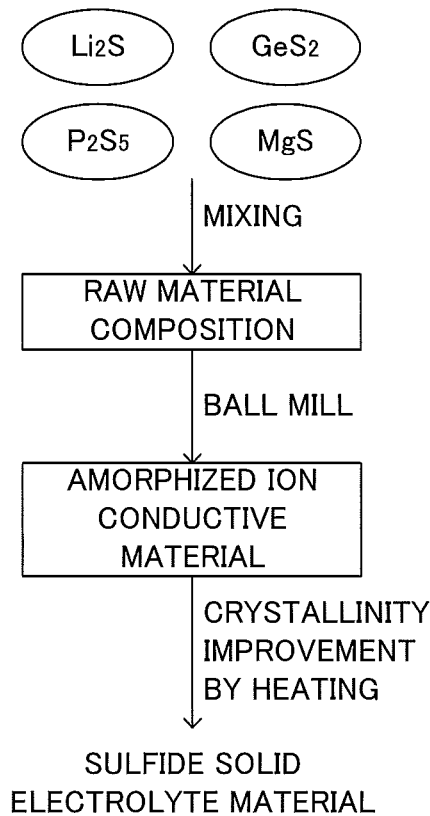 Li2S GeS2
P2S5 MgS
MIXING
RAW MATERIAL
COMPOSITION
BALL MILL
AMORPHIZED ION
CONDUCTIVE
MATERIAL
CRYSTALLINITY
IMPROVEMENT
BY HEATING
SULFIDE SOLID
ELECTROLYTE MATERIAL